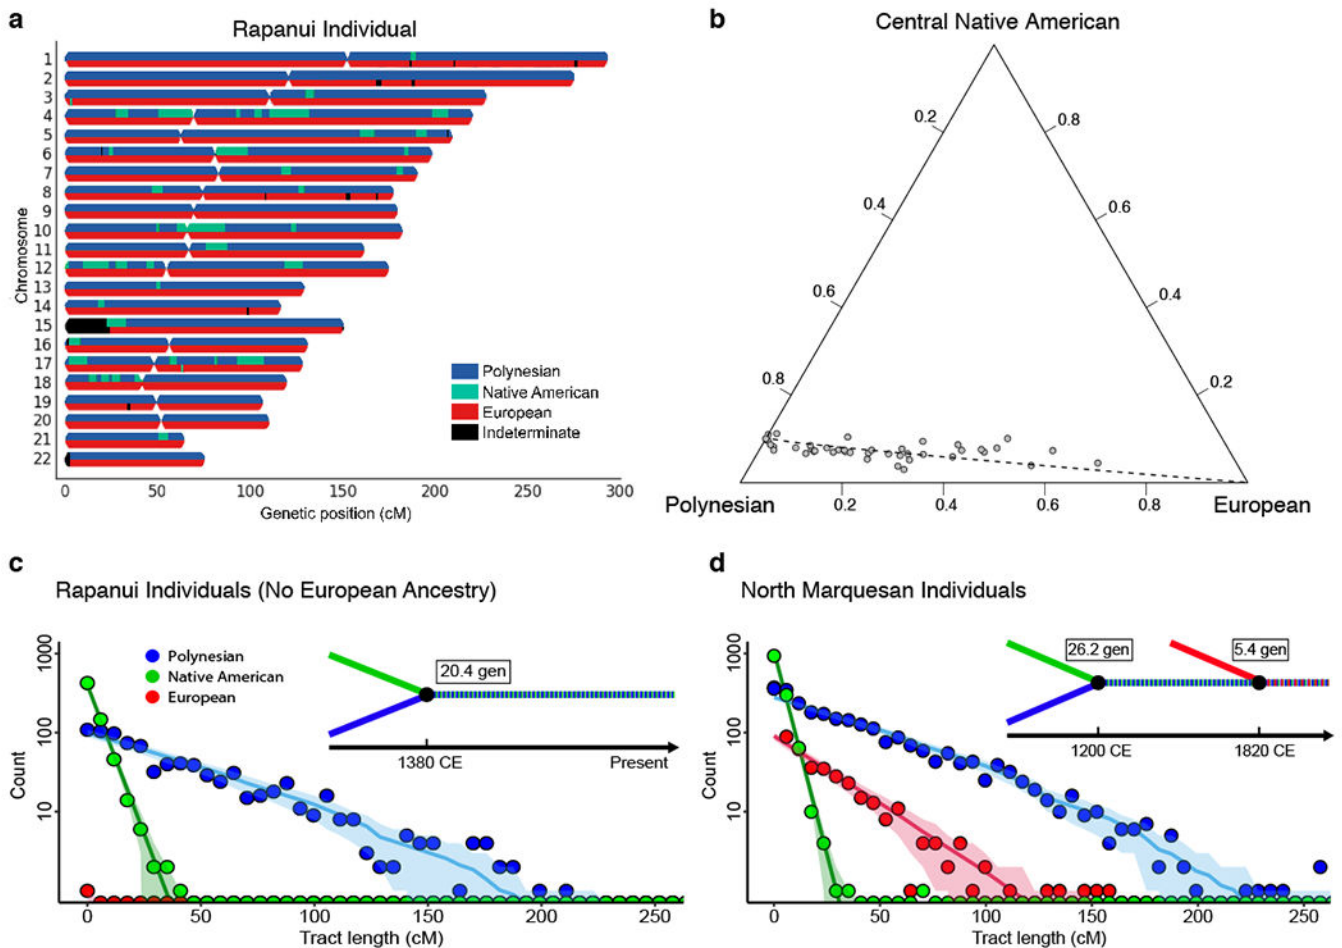 a
Rapanui Individual
Chromosome
1
2
3
4
5
6
7
8
9
10
11
12
13
14
15
16
17
18
19
20
21
22
Polynesian
Native American
European
Indeterminate
0 50 100 150 200 250 300
Genetic position (cM)
b
Central Native American
0.2 0.8
0.4 0.6
0.6 0.4
0.8 0.2
Polynesian European
0.2 0.4 0.6 0.8
c
Rapanui Individuals (No European Ancestry)
Count
1000
100
10
Polynesian
Native American
European
20.4 gen
1380 CE Present
0 50 100 150 200 250
Tract length (cM)
d
North Marquesan Individuals
Count
1000
100
10
26.2 gen 5.4 gen
1200 CE 1820 CE
0 50 100 150 200 250
Tract length (cM)